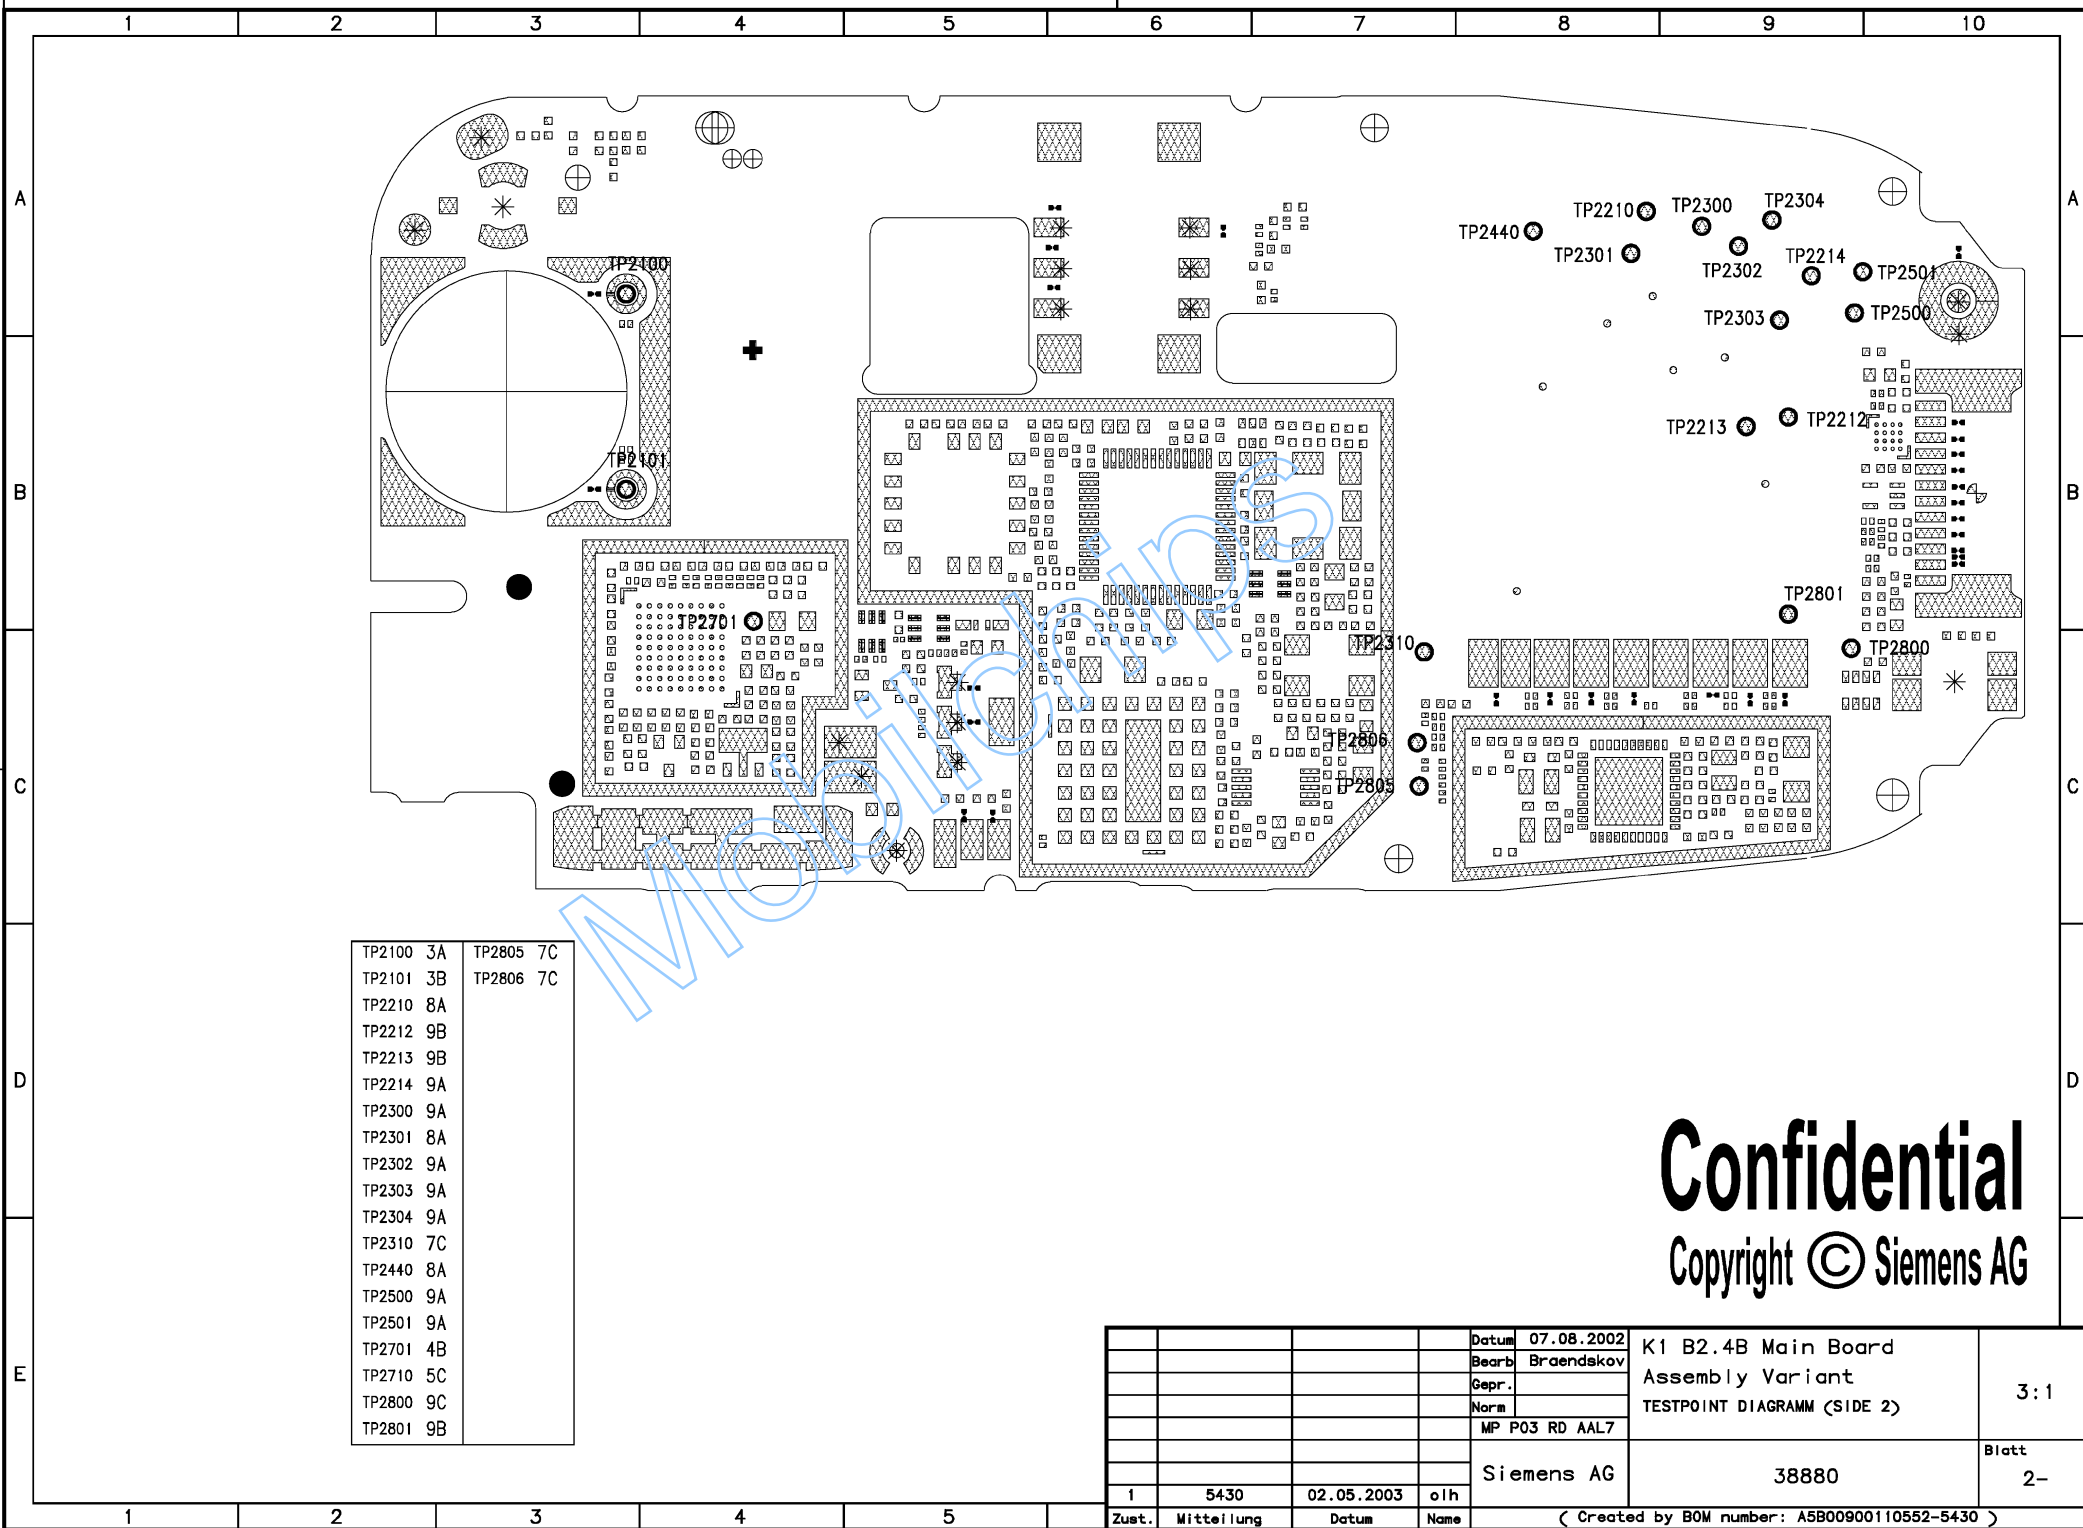 1 2 3 4 5 6 7 8 9 10
A A
TP2210 TP2300 TP2304
TP2440
TP2301 TP2302 TP2214 TP2501
TP2100
TP2303 TP2500
TP2213 TP2212
TP2101
B B
TP2801
TP2701
TP2310 TP2800
TP2806
TP2805
C C
Mobilchips
TP2100 3A TP2805 7C
TP2101 3B TP2806 7C
TP2210 8A
TP2212 9B
TP2213 9B
TP2214 9A
TP2300 9A
TP2301 8A
TP2302 9A
TP2303 9A
TP2304 9A
TP2310 7C
TP2440 8A
TP2500 9A
TP2501 9A
TP2701 4B
TP2710 5C
TP2800 9C
TP2801 9B
D D
E
Confidential
Copyright © Siemens AG
Datum 07.08.2002
Bearb Braendskov
Gepr.
Norm
MP P03 RD AAL7
K1 B2.4B Main Board
Assembly Variant
TESTPOINT DIAGRAMM (SIDE 2)
3:1
Siemens AG
38880
Blatt
2-
1 5430 02.05.2003 olh
Zust. Mitteilung Datum Name
( Created by BOM number: A5B00900110552-5430 )
1 2 3 4 5